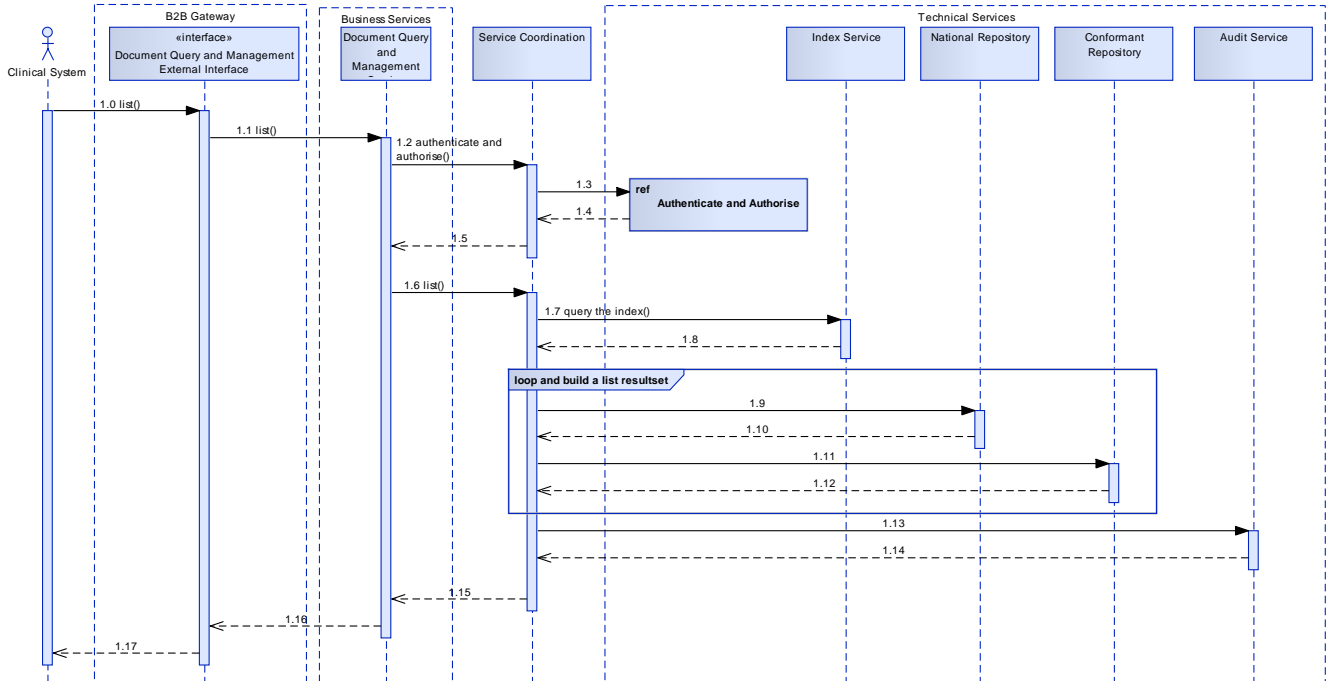 B2B Gateway
Business Services
Technical Services
Clinical System
«interface»
Document Query and Management
External Interface
Document Query
and
Management
Service Coordination
Index Service
National Repository
Conformant
Repository
Audit Service
1.0 list()
1.1 list()
1.2 authenticate and
authorise()
1.3
ref
Authenticate and Authorise
1.4
1.5
1.6 list()
1.7 query the index()
1.8
loop and build a list resultset
1.9
1.10
1.11
1.12
1.13
1.14
1.15
1.16
1.17